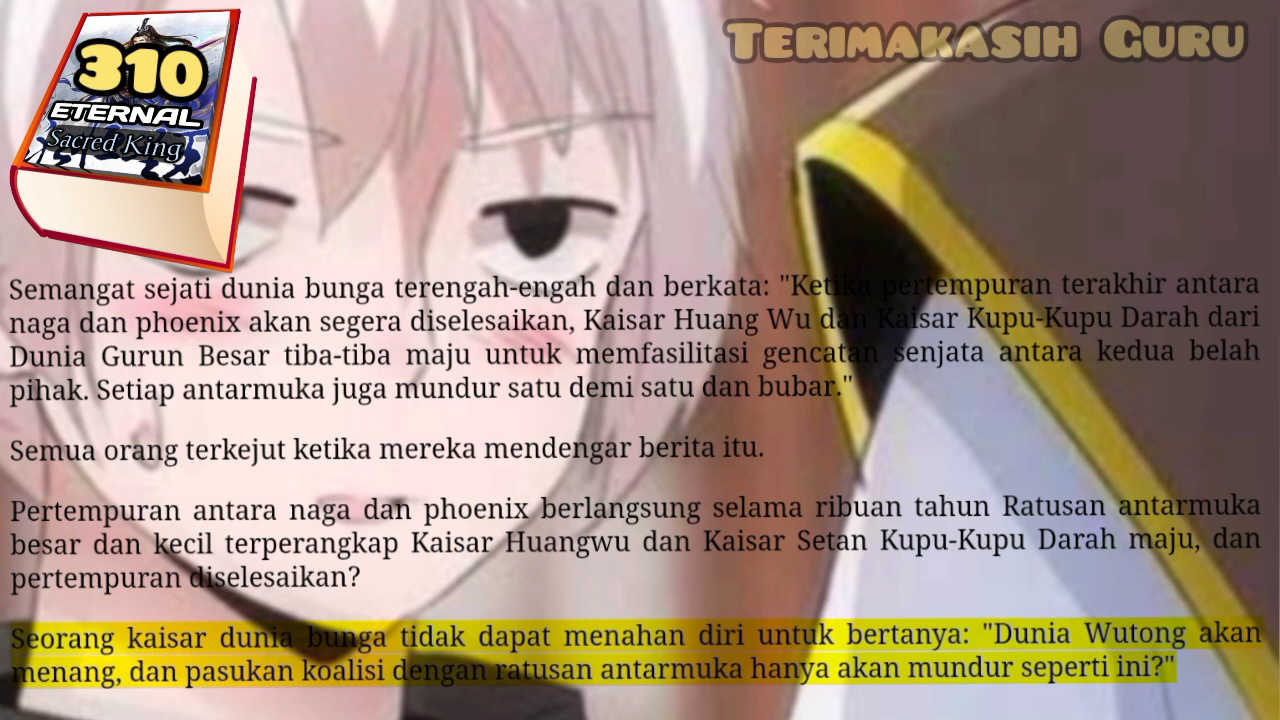 310
ETERNAL
Sacred King
TERIMAKASIH GURU
Semangat sejati dunia bunga terengah-engah dan berkata: "Ketika pertempuran terakhir antara
naga dan phoenix akan segera diselesaikan, Kaisar Huang Wu dan Kaisar Kupu-Kupu Darah dari
Dunia Gurun Besar tiba-tiba maju untuk memfasilitasi gencatan senjata antara kedua belah
pihak. Setiap antarmuka juga mundur satu demi satu dan bubar."
Semua orang terkejut ketika mereka mendengar berita itu.
Pertempuran antara naga dan phoenix berlangsung selama ribuan tahun Ratusan antarmuka
besar dan kecil terperangkap Kaisar Huangwu dan Kaisar Setan Kupu-Kupu Darah maju, dan
pertempuran diselesaikan?
Seorang kaisar dunia bunga tidak dapat menahan diri untuk bertanya: "Dunia Wutong akan
menang, dan pasukan koalisi dengan ratusan antarmuka hanya akan mundur seperti ini?"